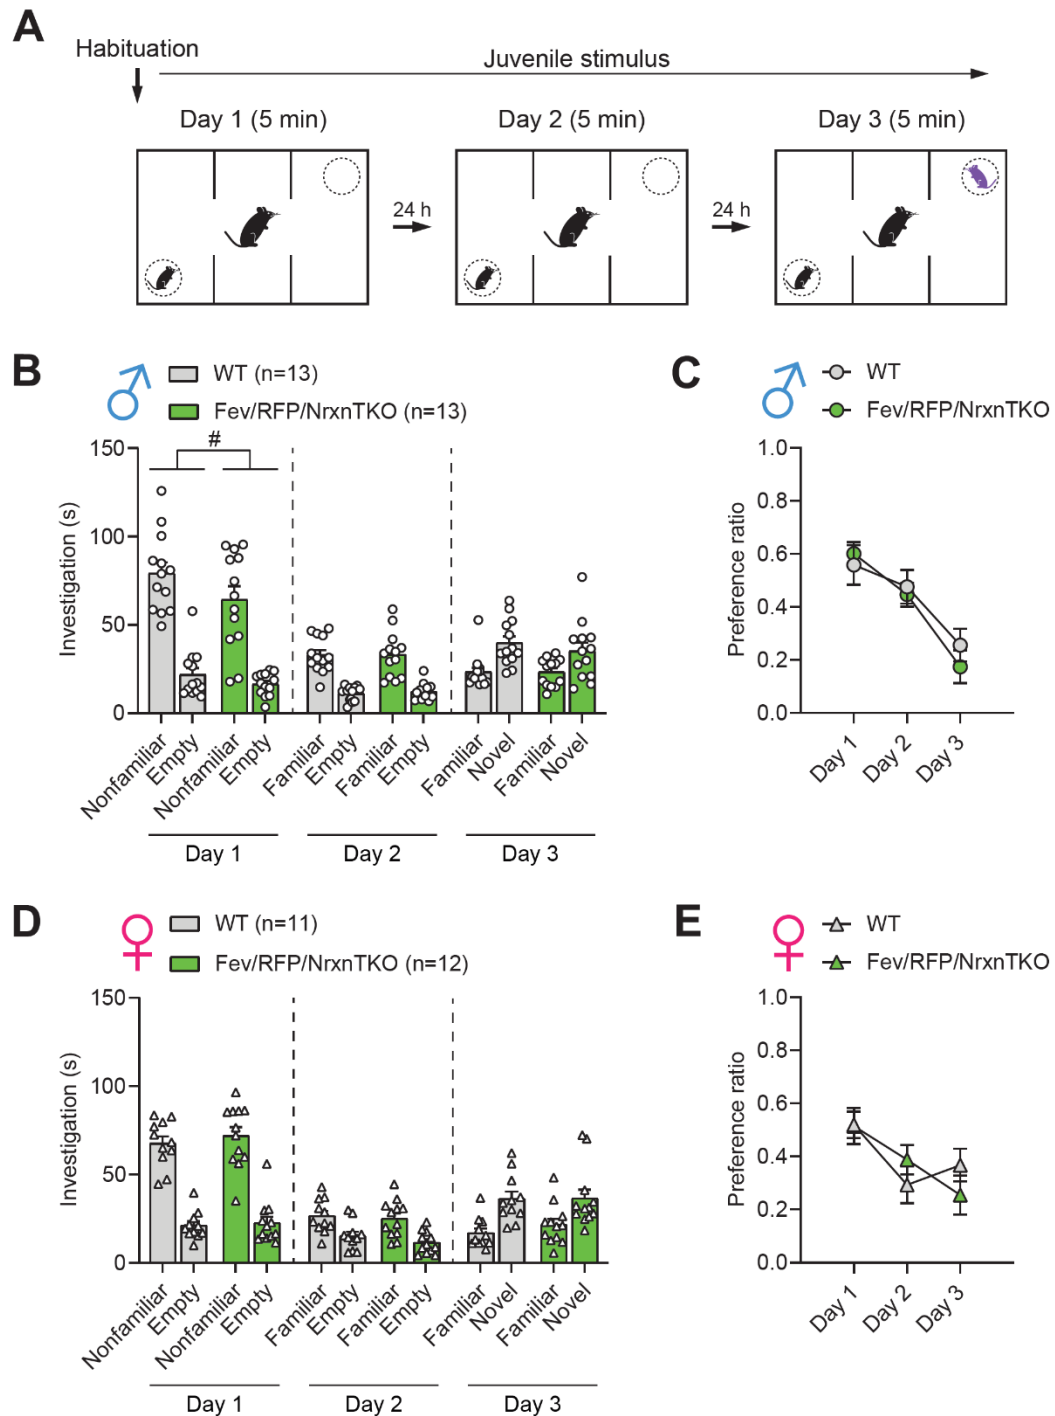 A
Habituation
Juvenile stimulus
Day 1 (5 min)
Day 2 (5 min)
Day 3 (5 min)
24 h
24 h
B
♂
WT (n=13)
Fev/RFP/NrxnTKO (n=13)
#
Investigation (s)
150
100
50
0
Nonfamiliar
Empty
Nonfamiliar
Empty
Familiar
Empty
Familiar
Empty
Familiar
Novel
Familiar
Novel
Day 1
Day 2
Day 3
C
♂
WT
Fev/RFP/NrxnTKO
Preference ratio
1.0
0.8
0.6
0.4
0.2
0.0
Day 1
Day 2
Day 3
D
♀
WT (n=11)
Fev/RFP/NrxnTKO (n=12)
Investigation (s)
150
100
50
0
Nonfamiliar
Empty
Nonfamiliar
Empty
Familiar
Empty
Familiar
Empty
Familiar
Novel
Familiar
Novel
Day 1
Day 2
Day 3
E
♀
WT
Fev/RFP/NrxnTKO
Preference ratio
1.0
0.8
0.6
0.4
0.2
0.0
Day 1
Day 2
Day 3